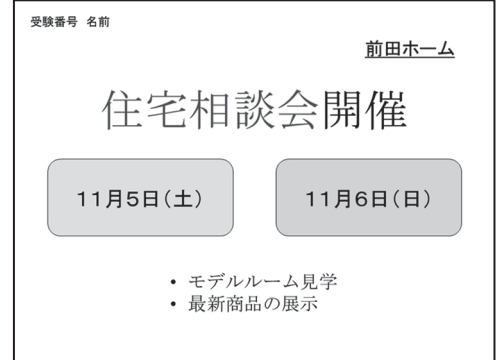 受験番号 名前
前田ホーム
住宅相談会開催
11月5日(土)
11月6日(日)
• モデルルーム見学
• 最新商品の展示